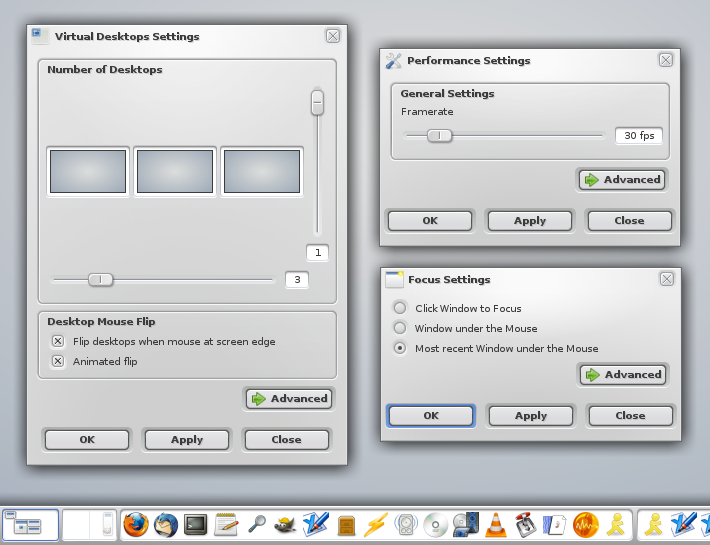 Virtual Desktops Settings
Number of Desktops
1
3
Desktop Mouse Flip
Flip desktops when mouse at screen edge
Animated flip
Advanced
OK
Apply
Close
Performance Settings
General Settings
Framerate
30 fps
Advanced
OK
Apply
Close
Focus Settings
Click Window to Focus
Window under the Mouse
Most recent Window under the Mouse
Advanced
OK
Apply
Close